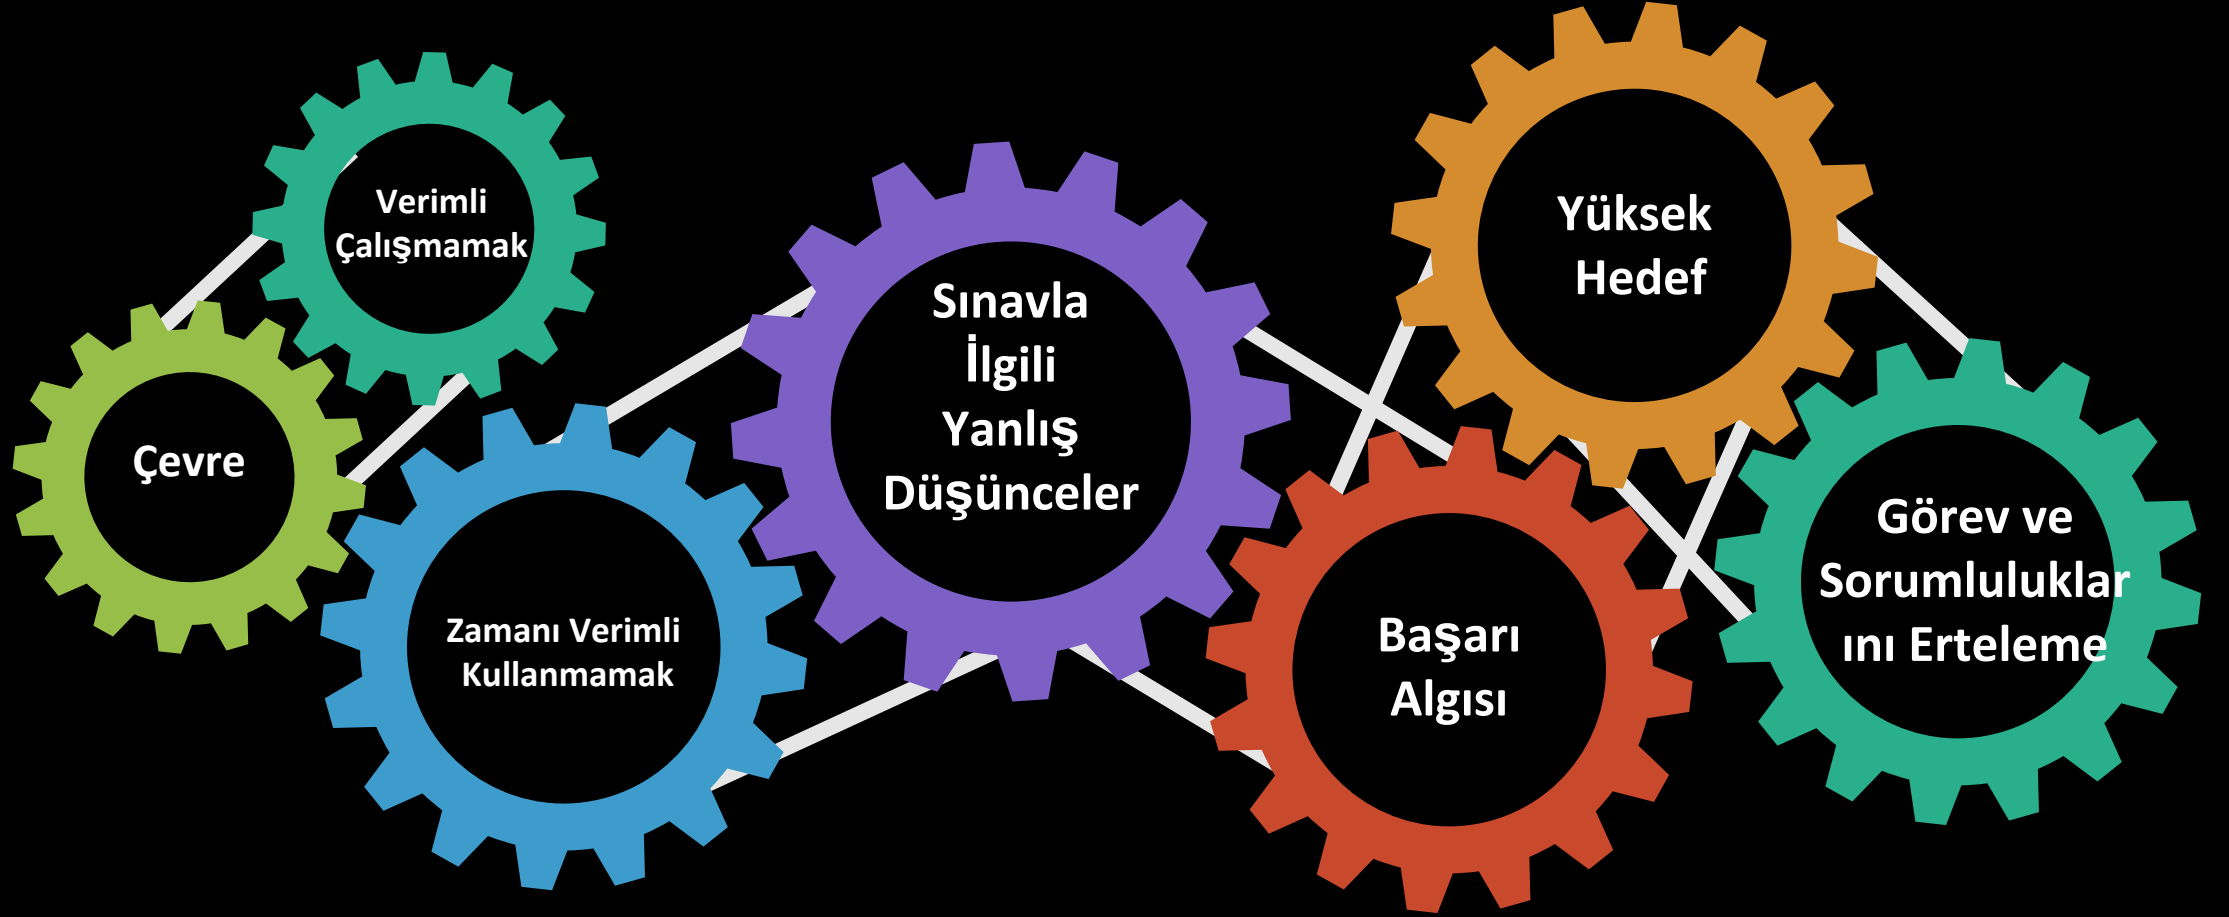 Verimli
Çalışmamak
Çevre
Zamanı Verimli
Kullanmamak
Sınavla
İlgili
Yanlış
Düşünceler
Yüksek
Hedef
Başarı
Algısı
Görev ve
Sorumluluklar
ını Erteleme